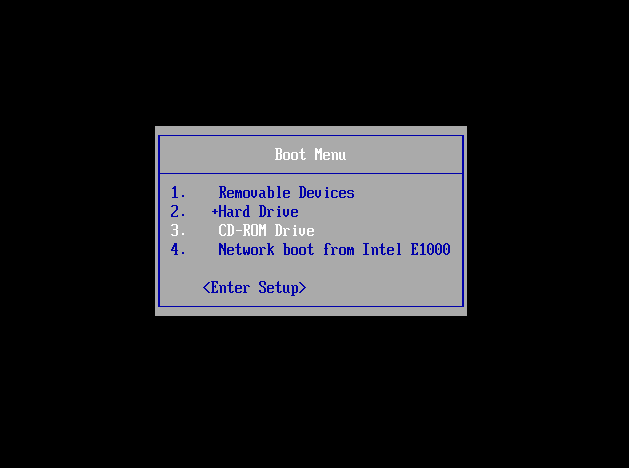 Boot Menu
1. Removable Devices
2. +Hard Drive
3. CD-ROM Drive
4. Network boot from Intel E1000
<Enter Setup>